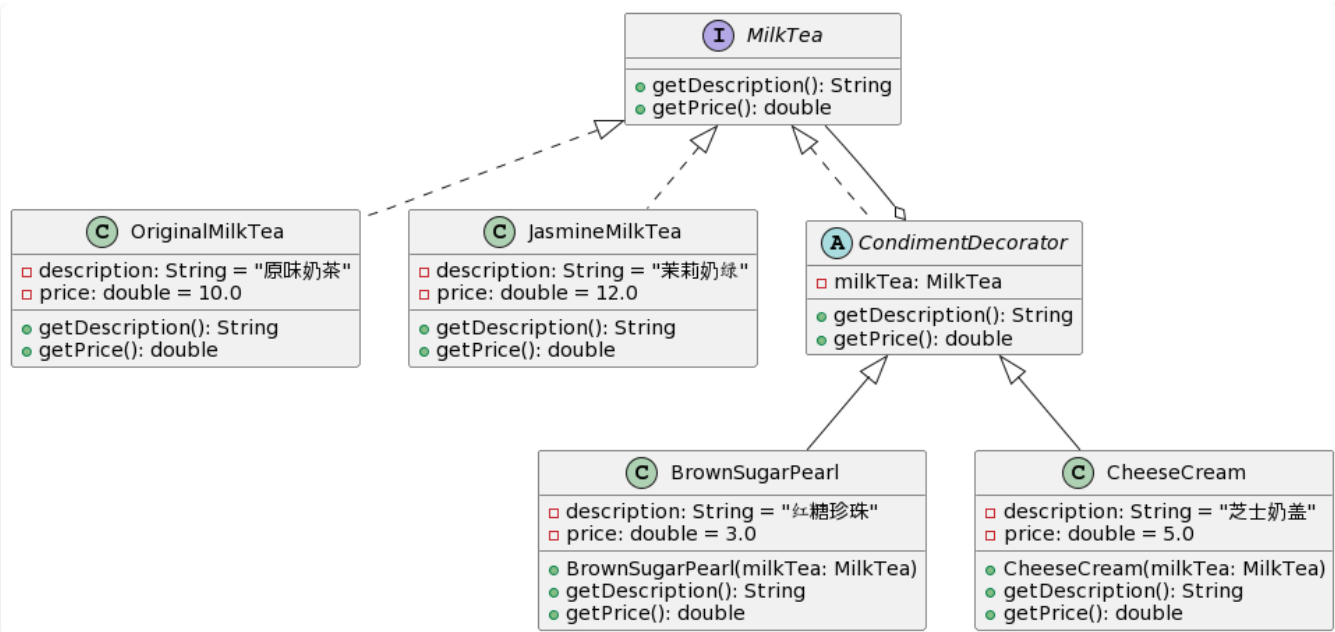 I MilkTea
getDescription(): String
getPrice(): double
C OriginalMilkTea
description: String = "原味奶茶"
price: double = 10.0
getDescription(): String
getPrice(): double
C JasmineMilkTea
description: String = "茉莉奶绿"
price: double = 12.0
getDescription(): String
getPrice(): double
A CondimentDecorator
milkTea: MilkTea
getDescription(): String
getPrice(): double
C BrownSugarPearl
description: String = "红糖珍珠"
price: double = 3.0
BrownSugarPearl(milkTea: MilkTea)
getDescription(): String
getPrice(): double
C CheeseCream
description: String = "芝士奶盖"
price: double = 5.0
CheeseCream(milkTea: MilkTea)
getDescription(): String
getPrice(): double